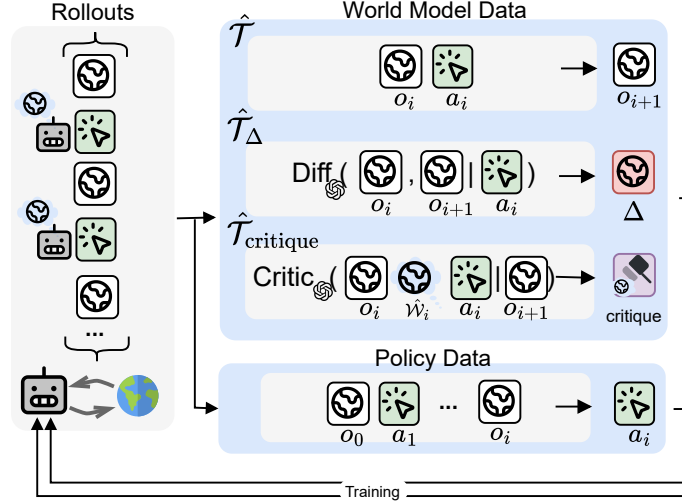 Rollouts
World Model Data
𝒯̂
o_i a_i
o_{i+1}
𝒯̂_Δ
Diff( , | )
o_i o_{i+1} a_i
Δ
𝒯̂_critique
Critic( | )
o_i 𝒲̂_i a_i o_{i+1}
critique
...
Policy Data
...
o_0 a_1 o_i
a_i
Training